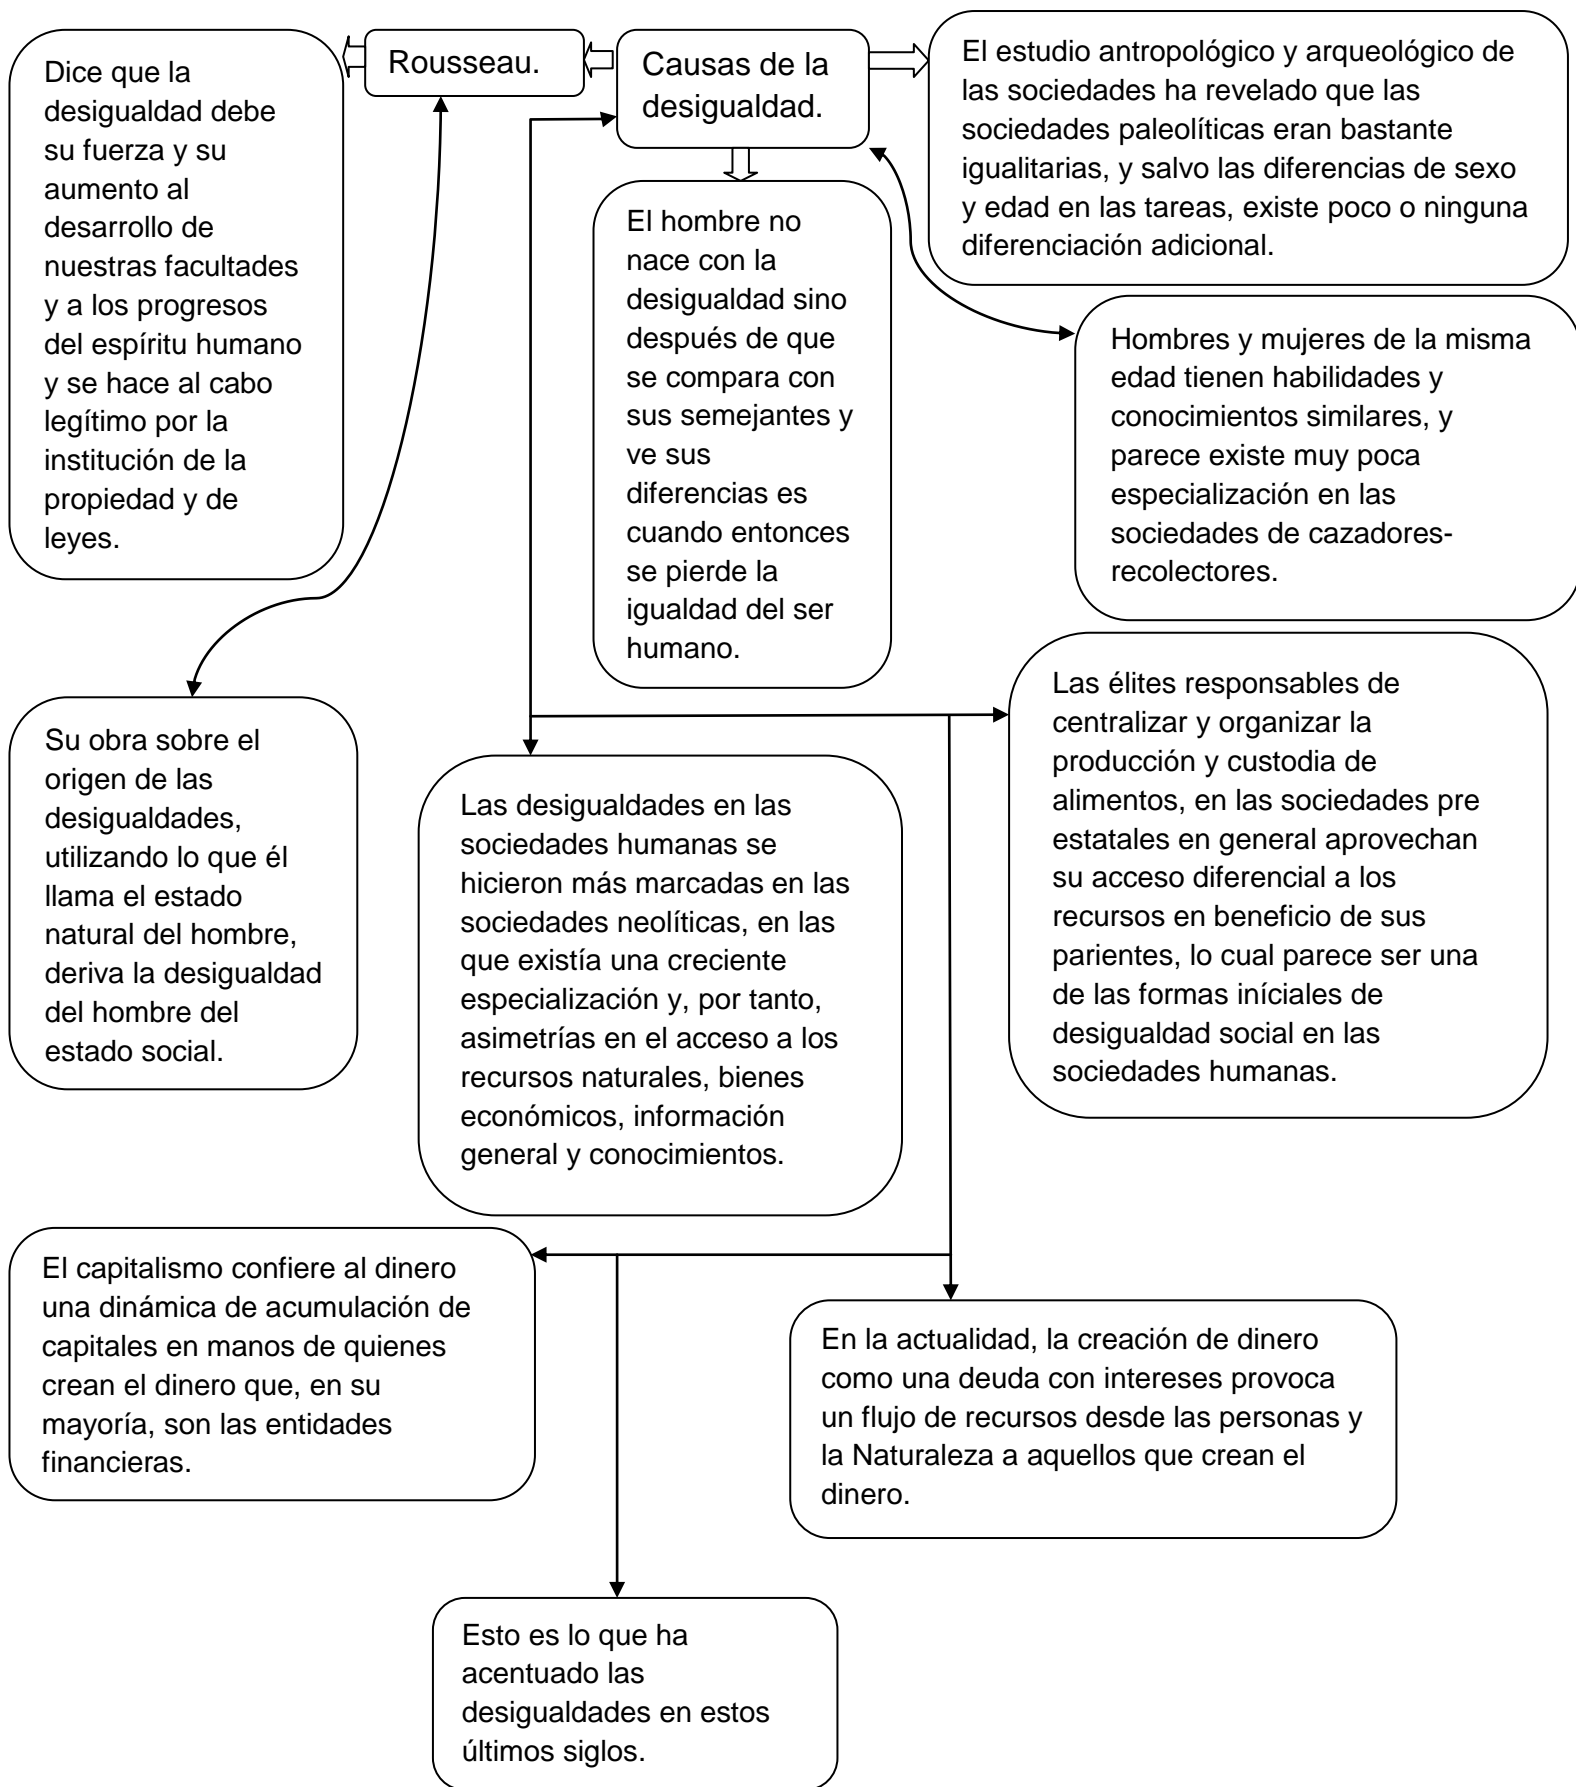 Rousseau.
Causas de la
desigualdad.
Dice que la
desigualdad debe
su fuerza y su
aumento al
desarrollo de
nuestras facultades
y a los progresos
del espíritu humano
y se hace al cabo
legítimo por la
institución de la
propiedad y de
leyes.
El estudio antropológico y arqueológico de
las sociedades ha revelado que las
sociedades paleolíticas eran bastante
igualitarias, y salvo las diferencias de sexo
y edad en las tareas, existe poco o ninguna
diferenciación adicional.
El hombre no
nace con la
desigualdad sino
después de que
se compara con
sus semejantes y
ve sus
diferencias es
cuando entonces
se pierde la
igualdad del ser
humano.
Hombres y mujeres de la misma
edad tienen habilidades y
conocimientos similares, y
parece existe muy poca
especialización en las
sociedades de cazadores-
recolectores.
Su obra sobre el
origen de las
desigualdades,
utilizando lo que él
llama el estado
natural del hombre,
deriva la desigualdad
del hombre del
estado social.
Las desigualdades en las
sociedades humanas se
hicieron más marcadas en las
sociedades neolíticas, en las
que existía una creciente
especialización y, por tanto,
asimetrías en el acceso a los
recursos naturales, bienes
económicos, información
general y conocimientos.
Las élites responsables de
centralizar y organizar la
producción y custodia de
alimentos, en las sociedades pre
estatales en general aprovechan
su acceso diferencial a los
recursos en beneficio de sus
parientes, lo cual parece ser una
de las formas iníciales de
desigualdad social en las
sociedades humanas.
El capitalismo confiere al dinero
una dinámica de acumulación de
capitales en manos de quienes
crean el dinero que, en su
mayoría, son las entidades
financieras.
En la actualidad, la creación de dinero
como una deuda con intereses provoca
un flujo de recursos desde las personas y
la Naturaleza a aquellos que crean el
dinero.
Esto es lo que ha
acentuado las
desigualdades en estos
últimos siglos.